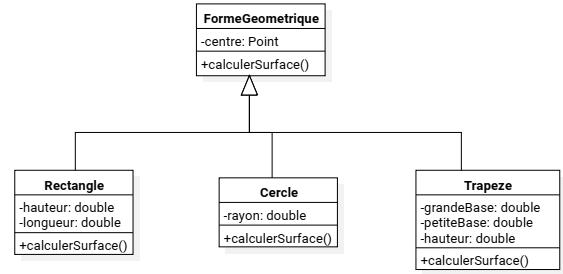 FormeGeometrique
-centre: Point
+calculerSurface()
Rectangle
-hauteur: double
-longueur: double
+calculerSurface()
Cercle
-rayon: double
+calculerSurface()
Trapeze
-grandeBase: double
-petiteBase: double
-hauteur: double
+calculerSurface()